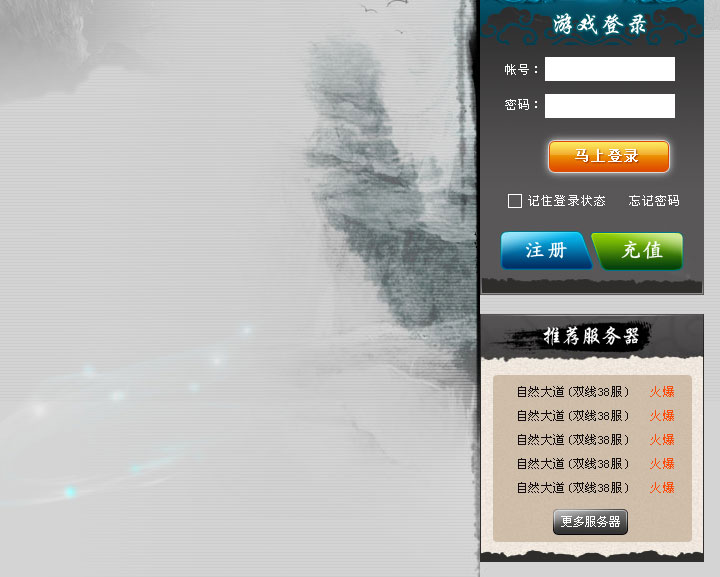 游戏登录
帐号：
密码：
马上登录
记住登录状态 忘记密码
注册 充值
推荐服务器
自然大道(双线38服) 火爆
自然大道(双线38服) 火爆
自然大道(双线38服) 火爆
自然大道(双线38服) 火爆
自然大道(双线38服) 火爆
更多服务器